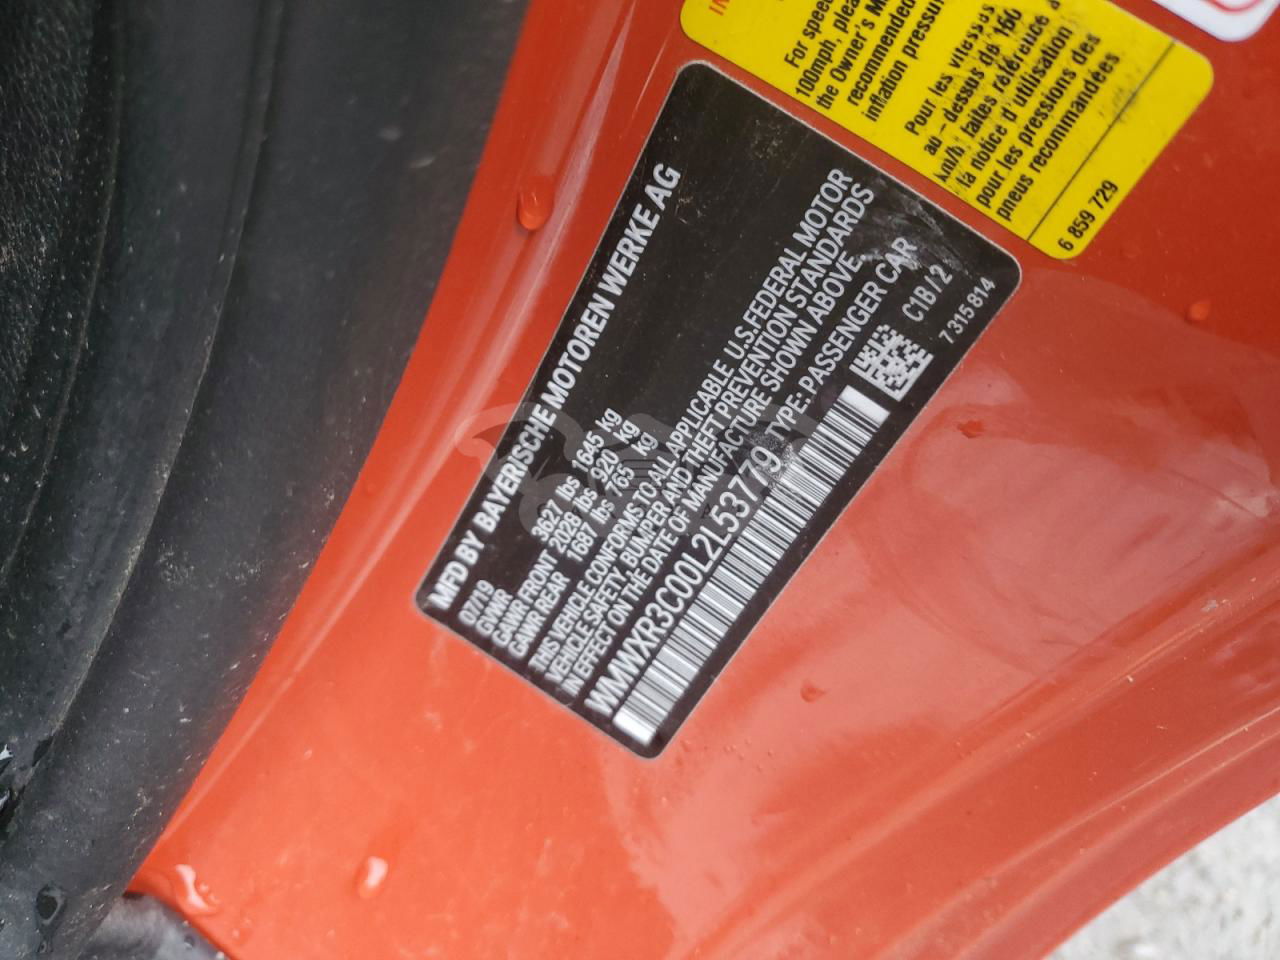 For speeds
100mph, please
the Owner's
recommended
inflation pressure
Pour les vitesses
au - dessus de 160
km/h, faites référence à
la notice d'utilisation
pour les pressions des
pneus recommandées
6 859 729
MFD BY BAYERISCHE MOTOREN WERKE AG
07/19
GVWR 3627 lbs 1645 kg
GAWR FRONT 2028 lbs 920 kg
GAWR REAR 1687 lbs 765 kg
THIS VEHICLE CONFORMS TO ALL APPLICABLE U.S.FEDERAL MOTOR
VEHICLE SAFETY, BUMPER AND THEFT PREVENTION STANDARDS
IN EFFECT ON THE DATE OF MANUFACTURE SHOWN ABOVE.
WMWXR3C00L2L53779 TYPE: PASSENGER CAR
C1B / 2
7 315 814